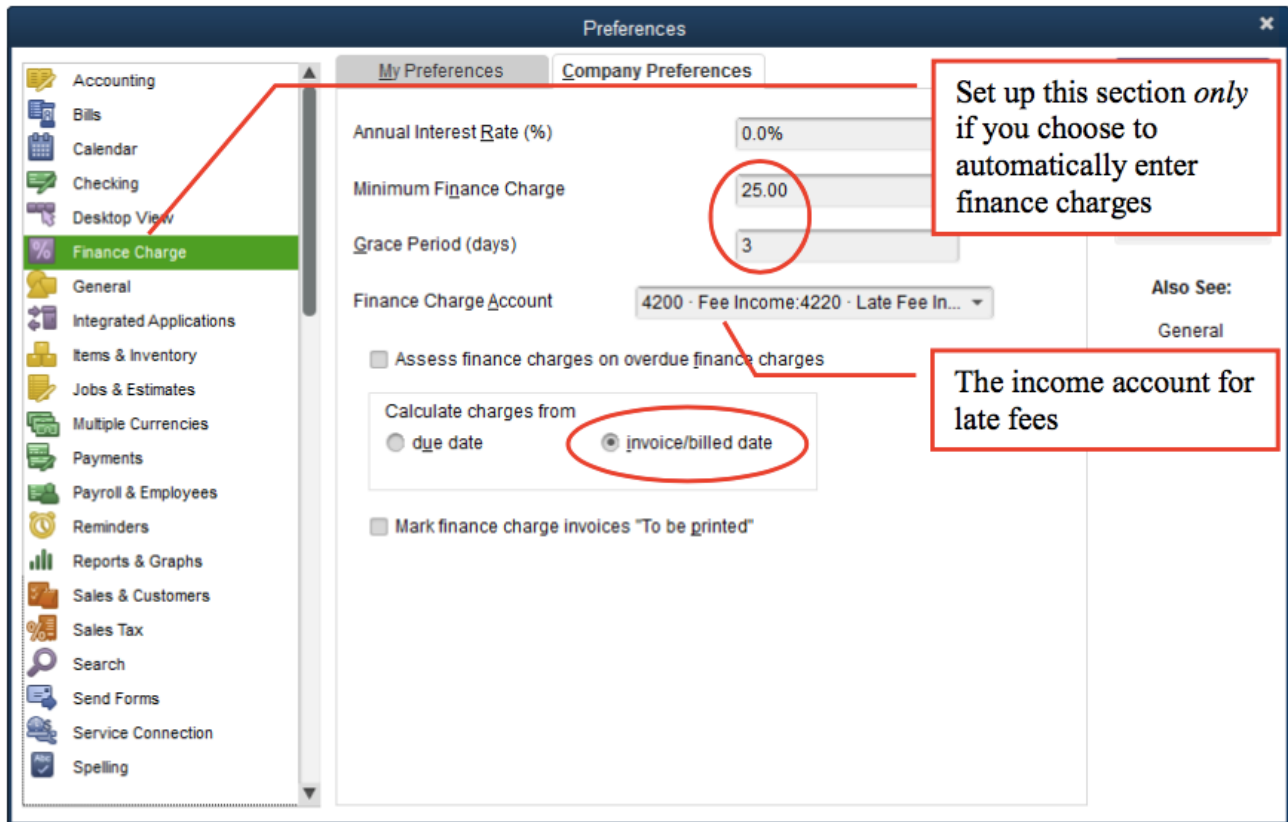 Preferences
Accounting
Bills
Calendar
Checking
Desktop View
Finance Charge
General
Integrated Applications
Items & Inventory
Jobs & Estimates
Multiple Currencies
Payments
Payroll & Employees
Reminders
Reports & Graphs
Sales & Customers
Sales Tax
Search
Send Forms
Service Connection
Abc
Spelling
My Preferences
Company Preferences
Annual Interest Rate (%)
0.0%
Minimum Finance Charge
25.00
Grace Period (days)
3
Finance Charge Account
4200 · Fee Income:4220 · Late Fee In...
Assess finance charges on overdue finance charges
Calculate charges from
due date
invoice/billed date
Mark finance charge invoices "To be printed"
Set up this section only
if you choose to
automatically enter
finance charges
Also See:
General
The income account for
late fees